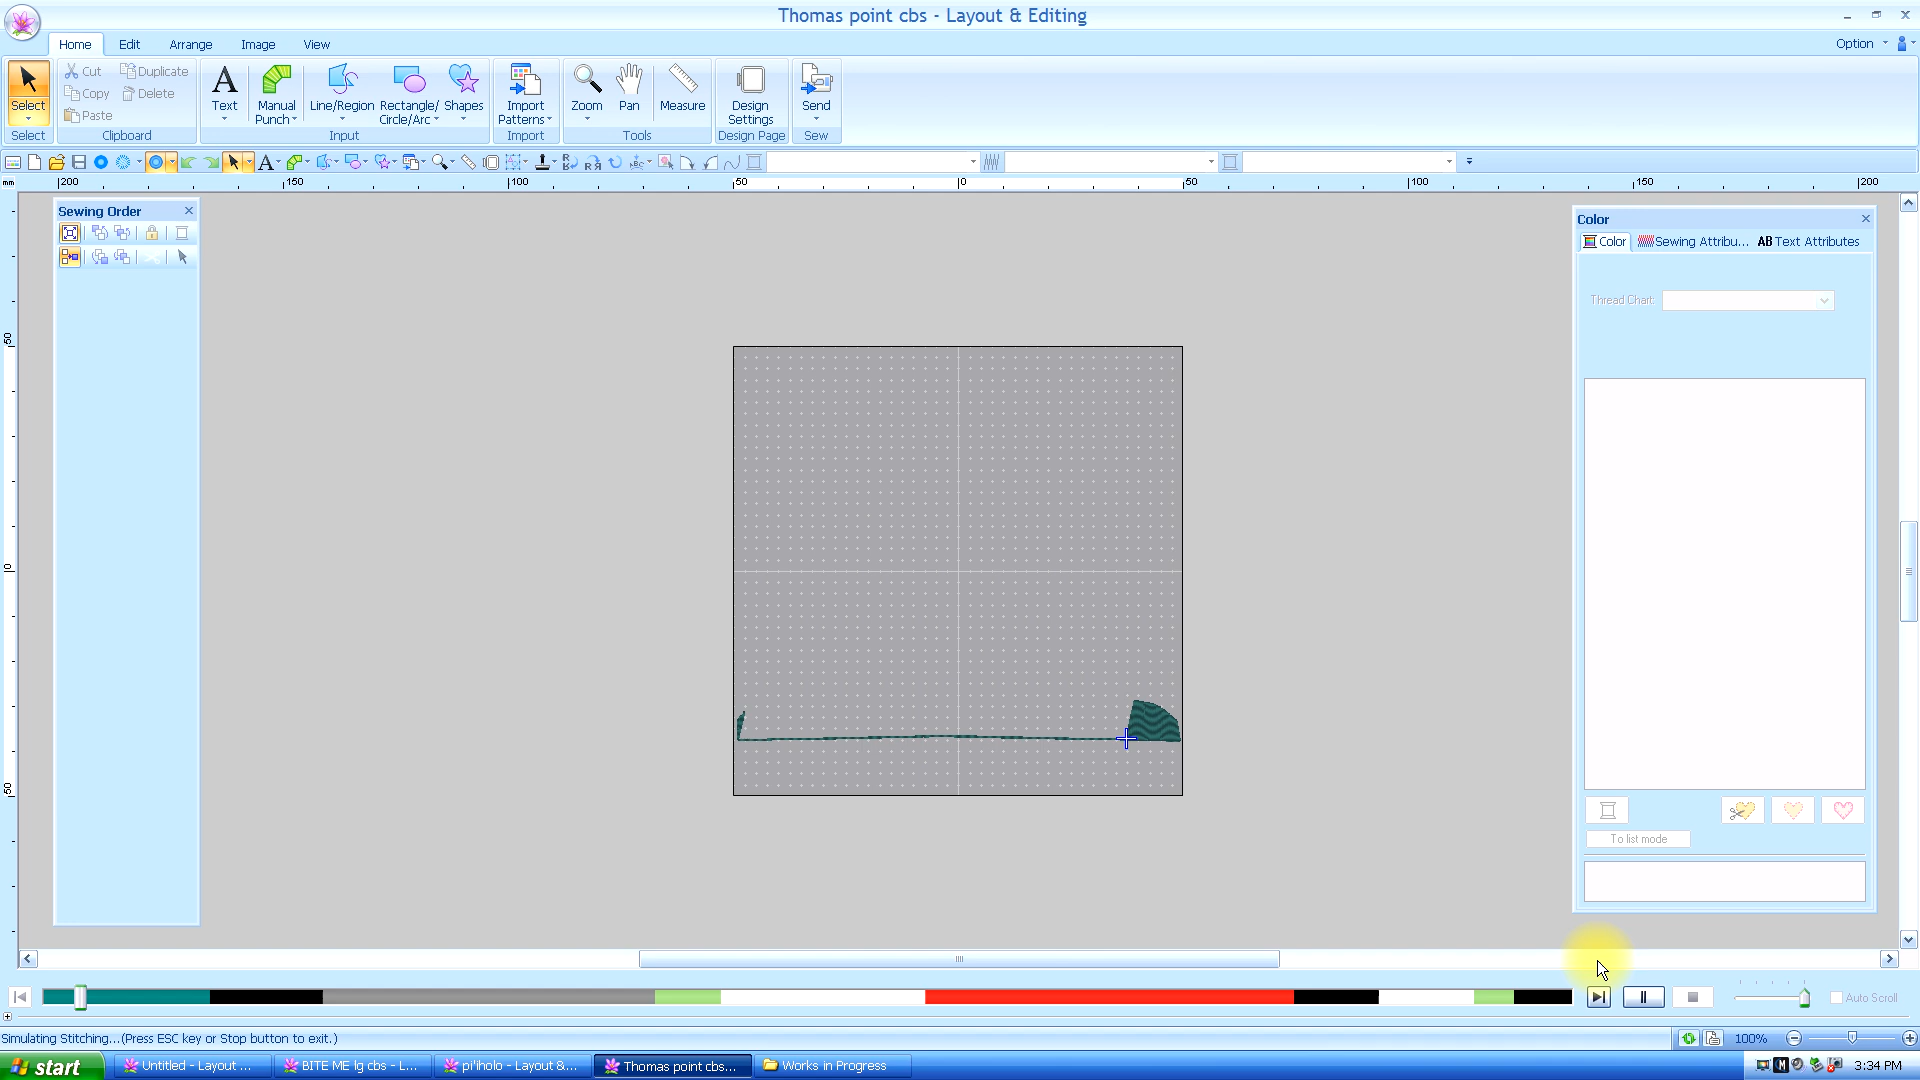 Thomas point cbs - Layout & Editing
Home Edit Arrange Image View Option
Cut Duplicate
Copy Delete
Paste
Select Text Manual Punch Line/Region Rectangle/ Circle/Arc Shapes Import Patterns Zoom Pan Measure Design Settings Send
Select Clipboard Input Import Tools Design Page Sew
mm 200 150 100 50 0 50 100 150 200
50
0
50
Sewing Order
Color
Color Sewing Attribu... AB Text Attributes
Thread Chart:
To list mode
Auto Scroll
Simulating Stitching...(Press ESC key or Stop button to exit.)
100%
start Untitled - Layout ... BITE ME lg cbs - L... pi'iholo - Layout &... Thomas point cbs... Works in Progress 3:34 PM